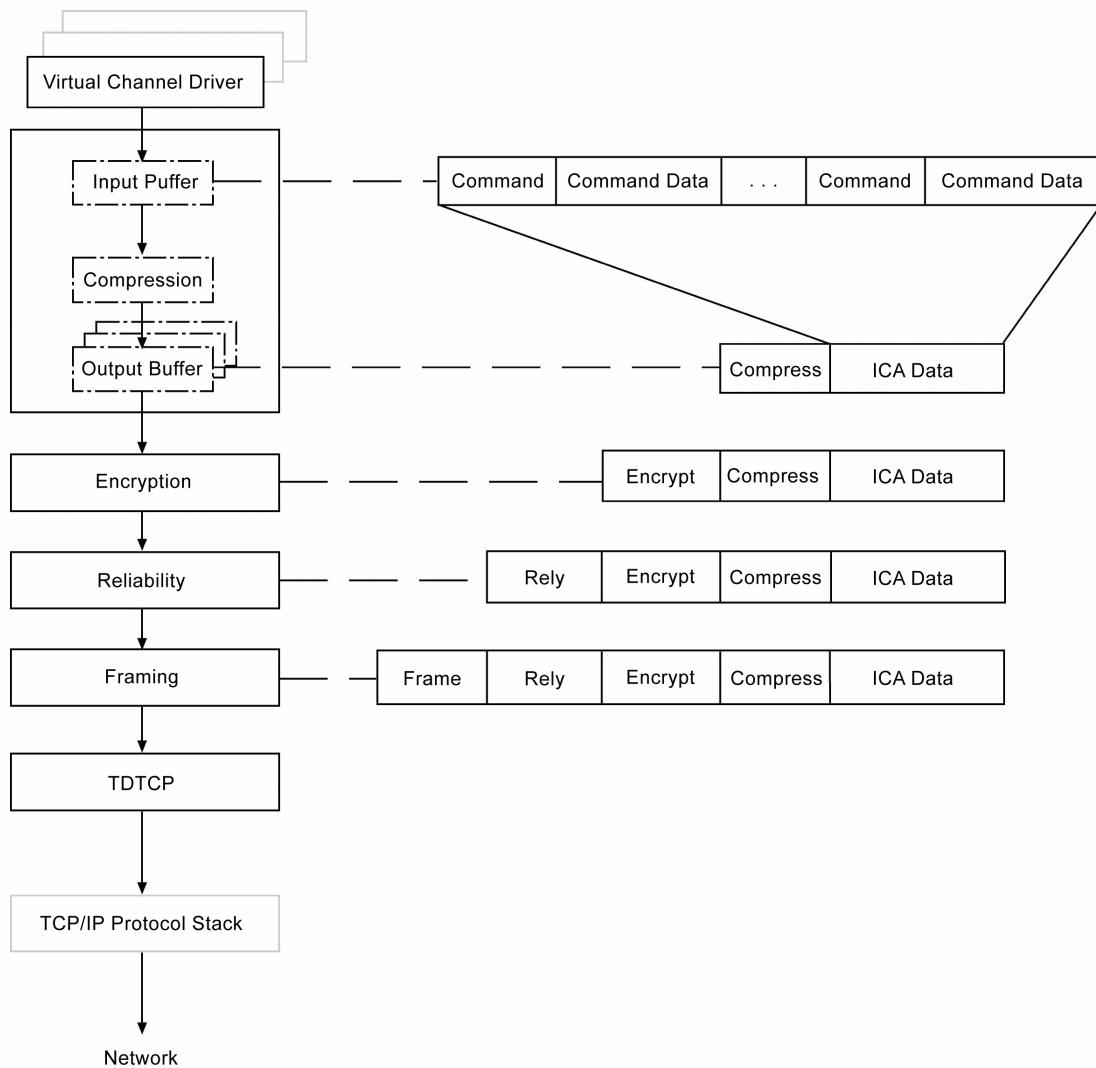 Virtual Channel Driver
Input Puffer
Command Command Data . . . Command Command Data
Compression
Output Buffer
Compress ICA Data
Encryption
Encrypt Compress ICA Data
Reliability
Rely Encrypt Compress ICA Data
Framing
Frame Rely Encrypt Compress ICA Data
TDTCP
TCP/IP Protocol Stack
Network